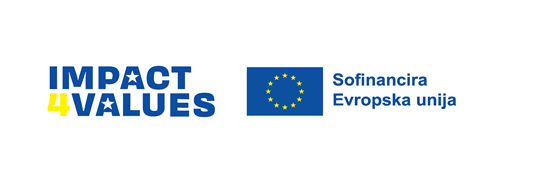 IMPACT
4VALUES
Sofinancira
Evropska unija